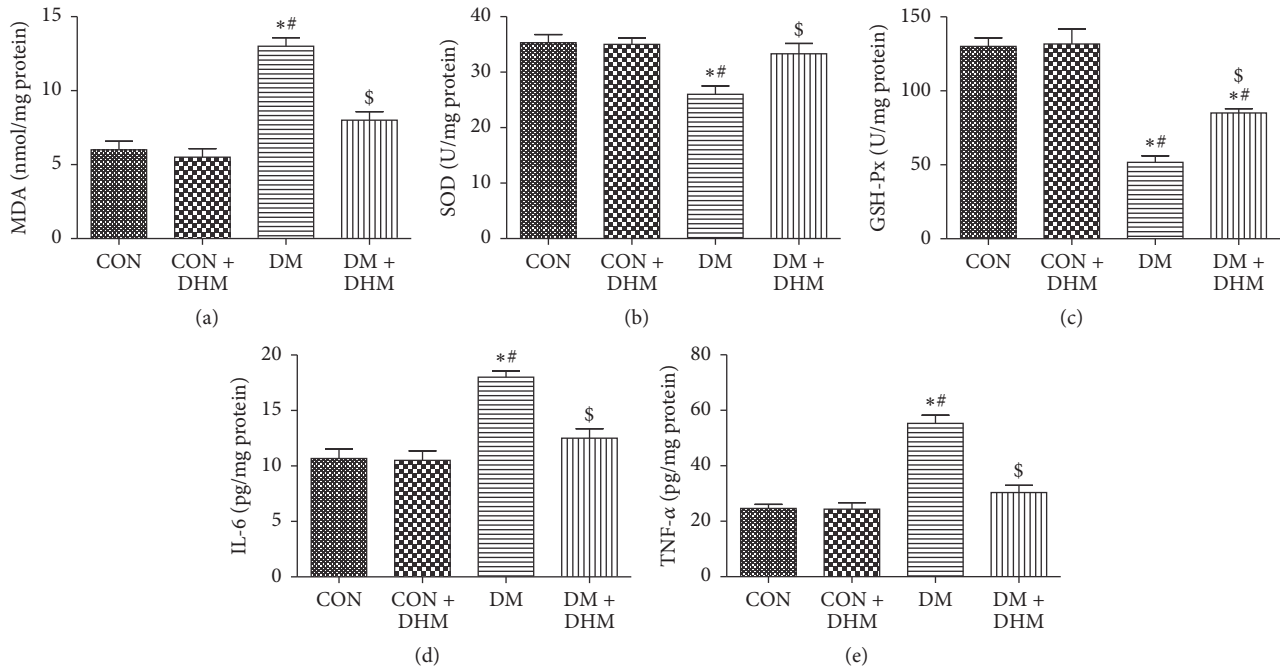 MDA (nmol/mg protein)
15
10
5
0
*#
$
CON
CON +
DHM
DM
DM +
DHM
(a)
SOD (U/mg protein)
40
30
20
10
0
*#
$
CON
CON +
DHM
DM
DM +
DHM
(b)
GSH-Px (U/mg protein)
150
100
50
0
*#
$
*#
CON
CON +
DHM
DM
DM +
DHM
(c)
IL-6 (pg/mg protein)
20
15
10
5
0
*#
$
CON
CON +
DHM
DM
DM +
DHM
(d)
TNF-α (pg/mg protein)
80
60
40
20
0
*#
$
CON
CON +
DHM
DM
DM +
DHM
(e)